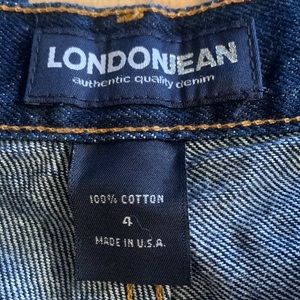 LONDONJEAN
authentic quality denim
100% COTTON
4
MADE IN U.S.A.